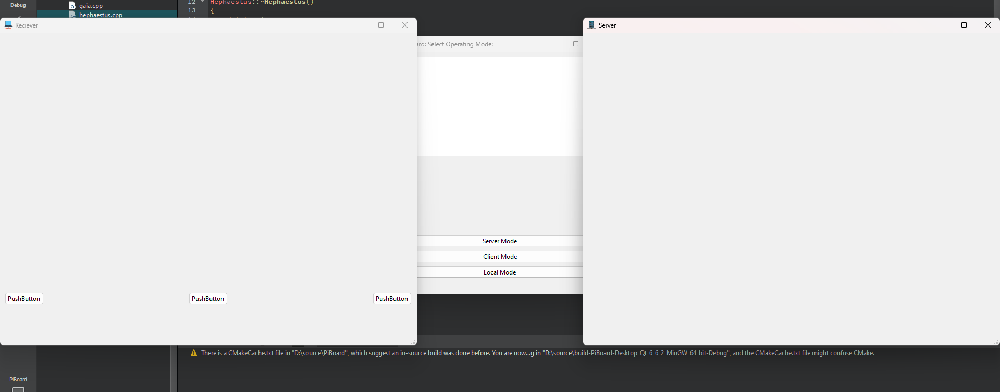 Debug
gaia.cpp
hephaestus.cpp
12 Hephaestus::~Hephaestus()
13 {
Reciever
ard: Select Operating Mode:
Server
Server Mode
Client Mode
Local Mode
PushButton PushButton PushButton
There is a CMakeCache.txt file in "D:\source\PiBoard", which suggest an in-source build was done before. You are now...g in "D:\source\build-PiBoard-Desktop_Qt_6_6_2_MinGW_64_bit-Debug", and the CMakeCache.txt file might confuse CMake.
PiBoard